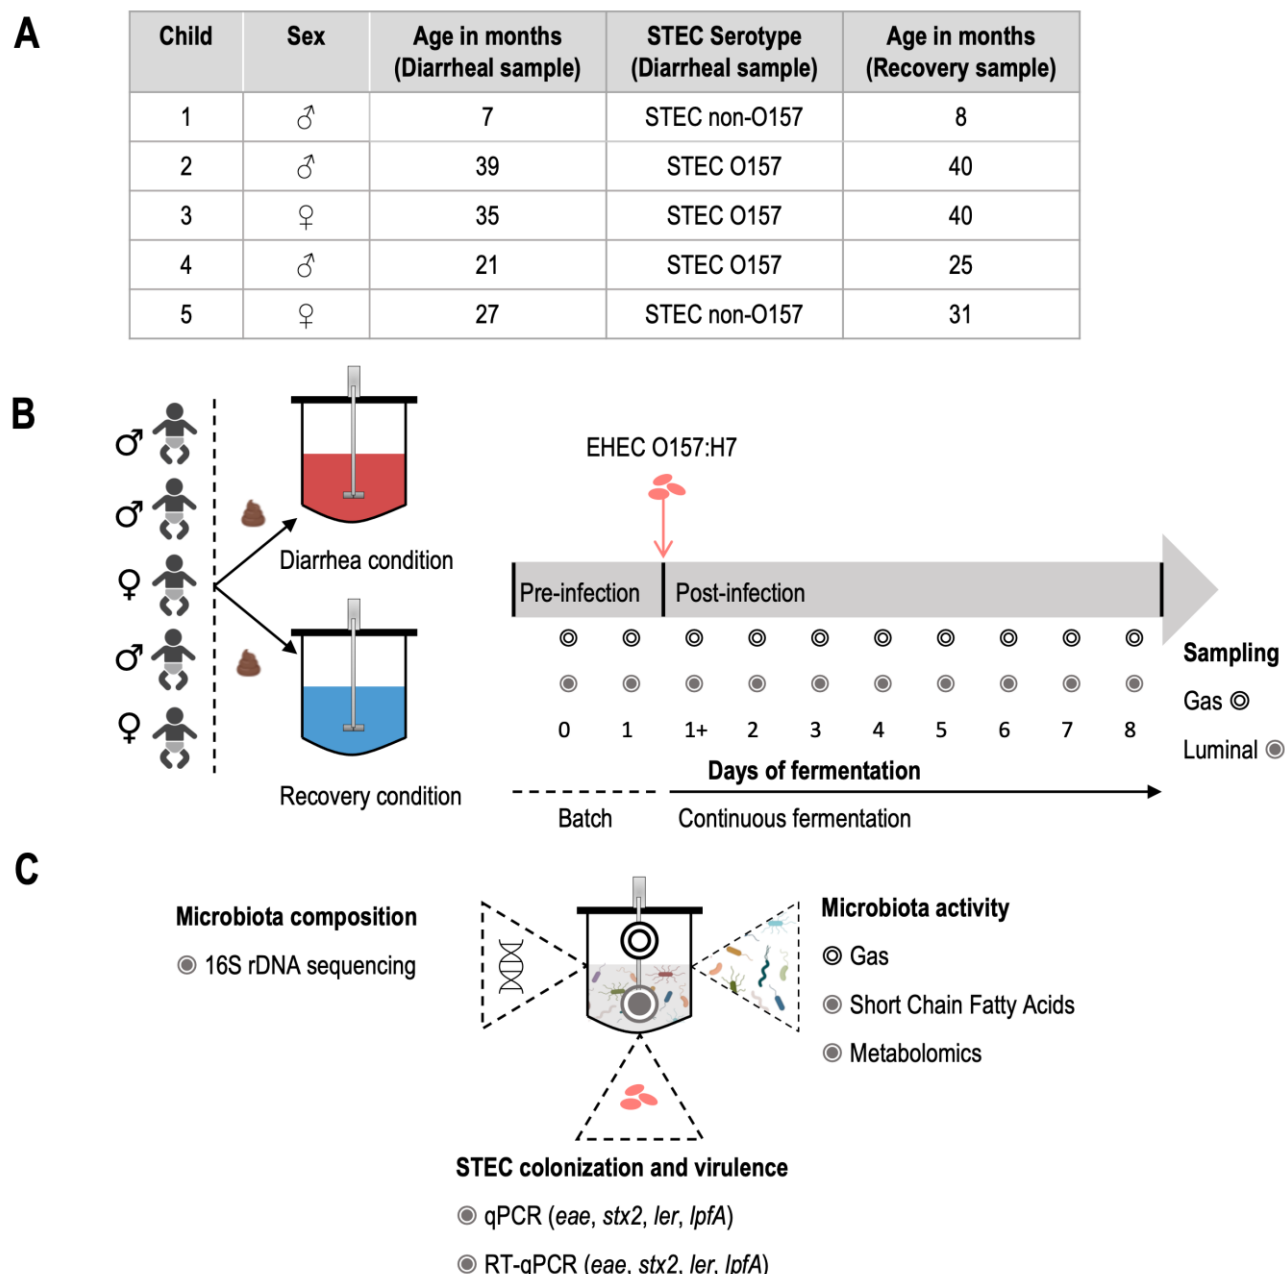 A
Child Sex Age in months (Diarrheal sample) STEC Serotype (Diarrheal sample) Age in months (Recovery sample)
1 ♂ 7 STEC non-O157 8
2 ♂ 39 STEC O157 40
3 ♀ 35 STEC O157 40
4 ♂ 21 STEC O157 25
5 ♀ 27 STEC non-O157 31
B
♂
♂
♀
♂
♀
Diarrhea condition
Recovery condition
EHEC O157:H7
Pre-infection Post-infection
Sampling
Gas
Luminal
0 1 1+ 2 3 4 5 6 7 8
Days of fermentation
Batch Continuous fermentation
C
Microbiota composition
16S rDNA sequencing
Microbiota activity
Gas
Short Chain Fatty Acids
Metabolomics
STEC colonization and virulence
qPCR (eae, stx2, ler, lpfA)
RT-qPCR (eae, stx2, ler, lpfA)